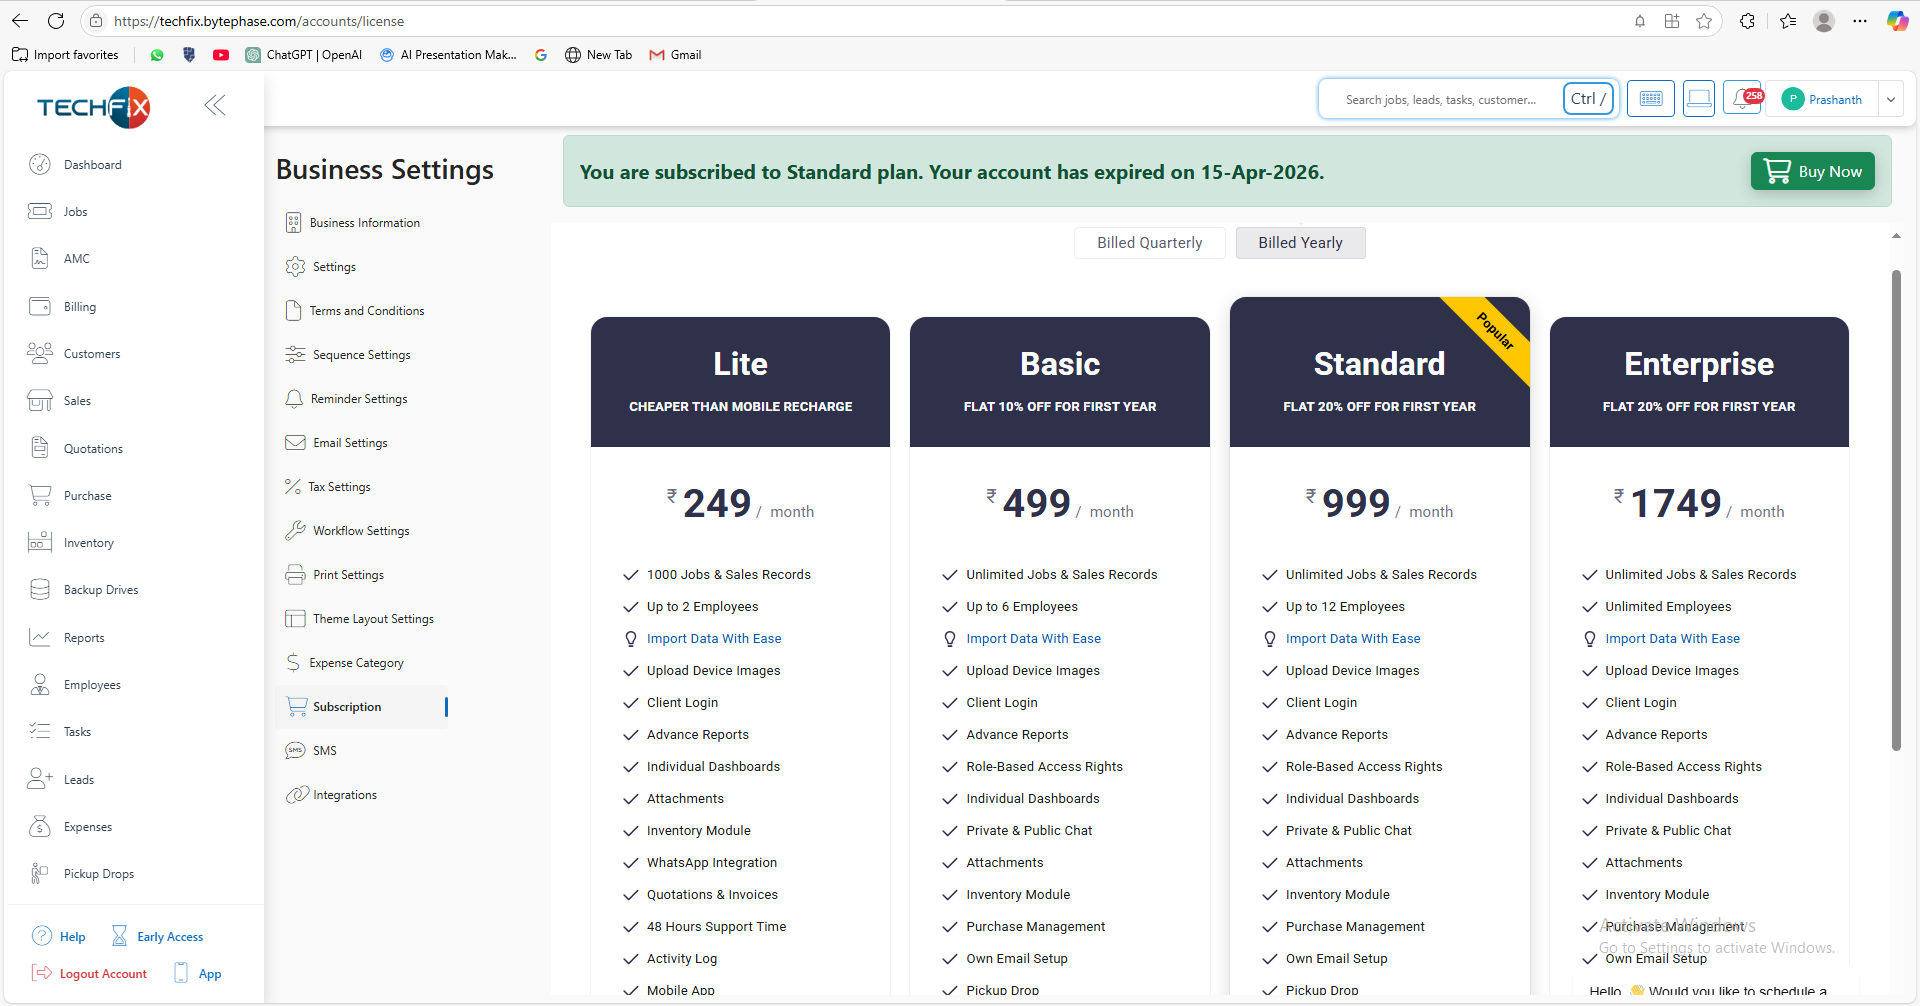 https://techfix.bytephase.com/accounts/license
Import favorites
ChatGPT | OpenAI
AI Presentation Mak...
New Tab
Gmail
TECHFIX
Search jobs, leads, tasks, customer...
Ctrl /
258
P
Prashanth
Dashboard
Jobs
AMC
Billing
Customers
Sales
Quotations
Purchase
Inventory
Backup Drives
Reports
Employees
Tasks
Leads
Expenses
Pickup Drops
Help
Early Access
Logout Account
App
Business Settings
Business Information
Settings
Terms and Conditions
Sequence Settings
Reminder Settings
Email Settings
Tax Settings
Workflow Settings
Print Settings
Theme Layout Settings
Expense Category
Subscription
SMS
SMS
Integrations
You are subscribed to Standard plan. Your account has expired on 15-Apr-2026.
Buy Now
Billed Quarterly
Billed Yearly
Lite
CHEAPER THAN MOBILE RECHARGE
₹ 249 / month
1000 Jobs & Sales Records
Up to 2 Employees
Import Data With Ease
Upload Device Images
Client Login
Advance Reports
Individual Dashboards
Attachments
Inventory Module
WhatsApp Integration
Quotations & Invoices
48 Hours Support Time
Activity Log
Mobile App
Basic
FLAT 10% OFF FOR FIRST YEAR
₹ 499 / month
Unlimited Jobs & Sales Records
Up to 6 Employees
Import Data With Ease
Upload Device Images
Client Login
Advance Reports
Role-Based Access Rights
Individual Dashboards
Private & Public Chat
Attachments
Inventory Module
Purchase Management
Own Email Setup
Pickup Drop
Popular
Standard
FLAT 20% OFF FOR FIRST YEAR
₹ 999 / month
Unlimited Jobs & Sales Records
Up to 12 Employees
Import Data With Ease
Upload Device Images
Client Login
Advance Reports
Role-Based Access Rights
Individual Dashboards
Private & Public Chat
Attachments
Inventory Module
Purchase Management
Own Email Setup
Pickup Drop
Enterprise
FLAT 20% OFF FOR FIRST YEAR
₹ 1749 / month
Unlimited Jobs & Sales Records
Unlimited Employees
Import Data With Ease
Upload Device Images
Client Login
Advance Reports
Role-Based Access Rights
Individual Dashboards
Private & Public Chat
Attachments
Inventory Module
Purchase Management
Own Email Setup
Activate Windows
Go to Settings to activate Windows.
Hello 👋 Would you like to schedule a